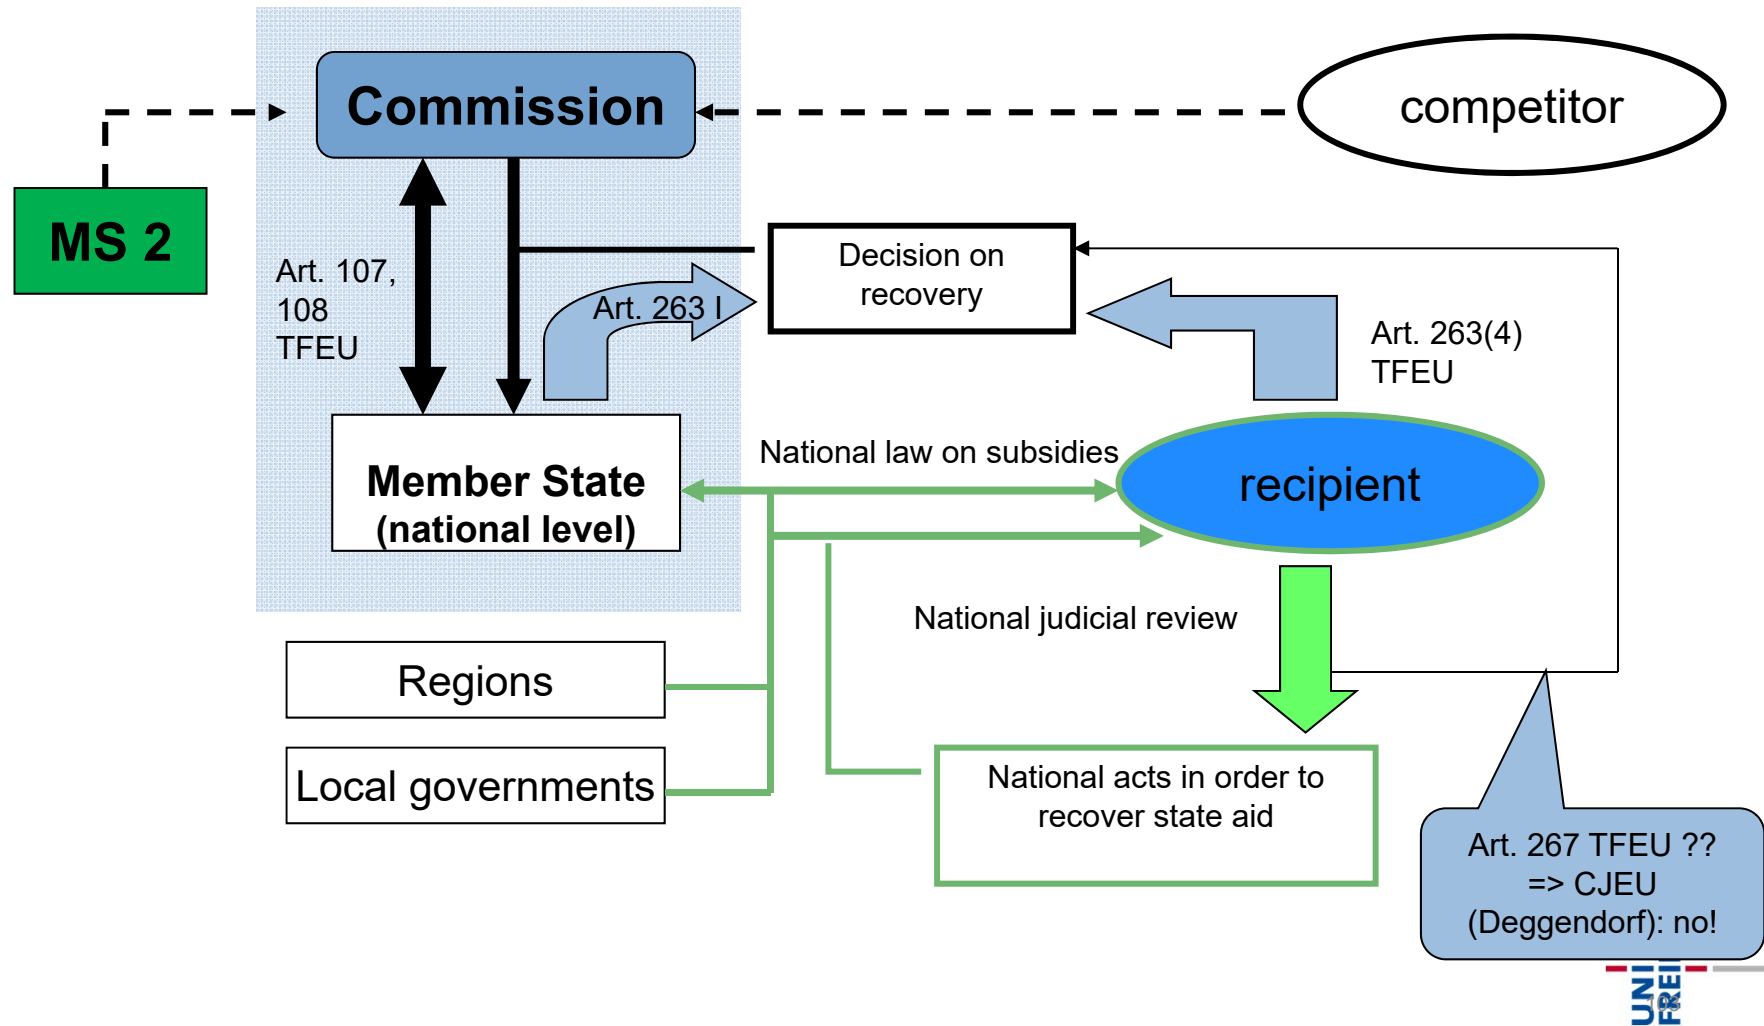 Commission
competitor
MS 2
Art. 107,
108
TFEU
Decision on
recovery
Art. 263 I
Art. 263(4)
TFEU
National law on subsidies
Member State
(national level)
recipient
National judicial review
Regions
Local governments
National acts in order to
recover state aid
Art. 267 TFEU ??
=> CJEU
(Deggendorf): no!
UNI
103